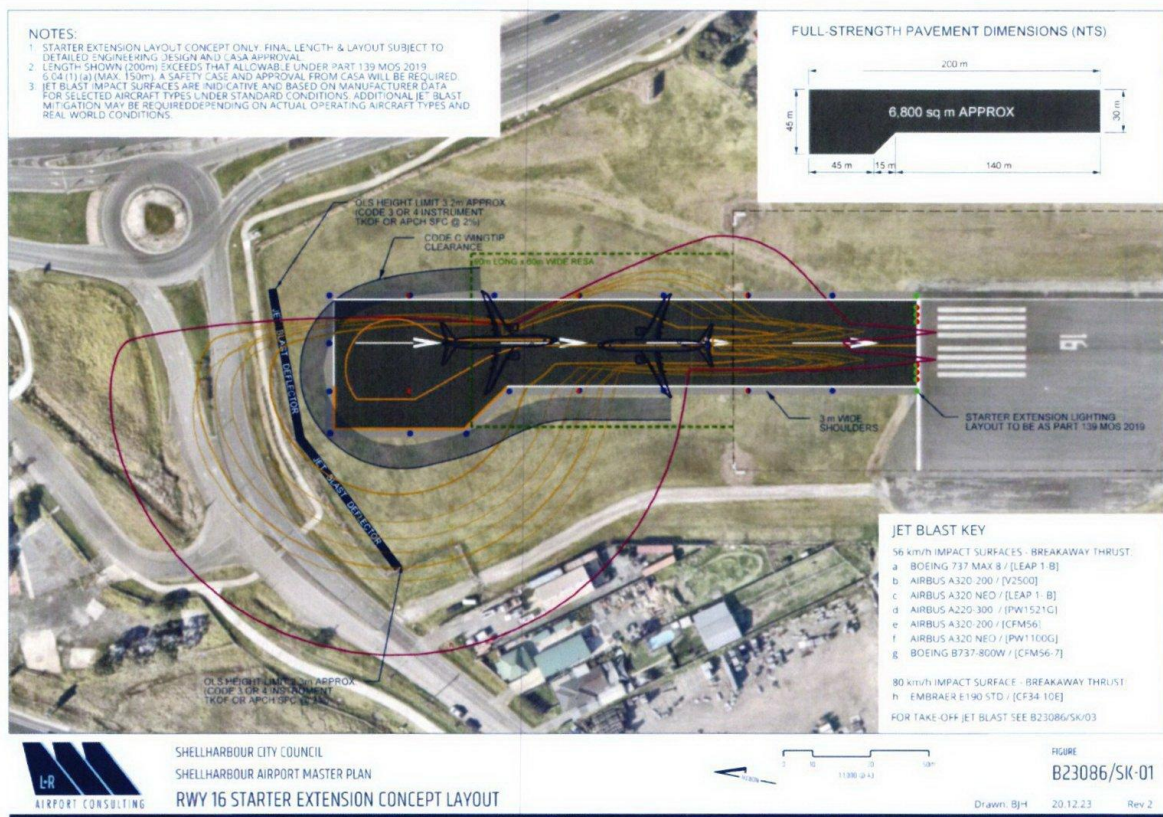 NOTES:
1. STARTER EXTENSION LAYOUT CONCEPT ONLY. FINAL LENGTH & LAYOUT SUBJECT TO
DETAILED ENGINEERING DESIGN AND CASA APPROVAL.
2. LENGTH SHOWN (200m) EXCEEDS THAT ALLOWABLE UNDER PART 139 MOS 2019
6.04 (1) (a) (MAX. 150m). A SAFETY CASE AND APPROVAL FROM CASA WILL BE REQUIRED.
3. JET BLAST IMPACT SURFACES ARE INDICATIVE AND BASED ON MANUFACTURER DATA
FOR SELECTED AIRCRAFT TYPES UNDER STANDARD CONDITIONS. ADDITIONAL JET BLAST
MITIGATION MAY BE REQUIREDDEPENDING ON ACTUAL OPERATING AIRCRAFT TYPES AND
REAL WORLD CONDITIONS.
FULL-STRENGTH PAVEMENT DIMENSIONS (NTS)
200 m
45 m
6,800 sq m APPROX
30 m
45 m
15 m
140 m
OLS HEIGHT LIMIT 3.2m APPROX
(CODE 3 OR 4 INSTRUMENT
TKOF OR APCH SFC @ 2%)
CODE C WINGTIP
CLEARANCE
LONG x 60m WIDE RESA
JET BLAST DEFLECTOR
JET BLAST DEFLECTOR
16
3 m WIDE
SHOULDERS
STARTER EXTENSION LIGHTING
LAYOUT TO BE AS PART 139 MOS 2019
OLS HEIGHT LIMIT APPROX
(CODE 3 OR 4 INSTRUMENT
TKOF OR APCH SFC
JET BLAST KEY
56 km/h IMPACT SURFACES - BREAKAWAY THRUST
a BOEING 737 MAX 8 / [LEAP 1-B]
b AIRBUS A320-200 / [V2500]
c AIRBUS A320 NEO / [LEAP 1- B]
d AIRBUS A220-300 / [PW1521G]
e AIRBUS A320-200 / [CFM56]
f AIRBUS A320 NEO / [PW1100G]
g BOEING B737-800W / [CFM56-7]
80 km/h IMPACT SURFACE - BREAKAWAY THRUST
h EMBRAER E190 STD / [CF34-10E]
FOR TAKE-OFF JET BLAST SEE B23086/SK/03
L+R
AIRPORT CONSULTING
SHELLHARBOUR CITY COUNCIL
SHELLHARBOUR AIRPORT MASTER PLAN
RWY 16 STARTER EXTENSION CONCEPT LAYOUT
0 10 50m
FIGURE
B23086/SK-01
Drawn: BJH 20.12.23 Rev 2